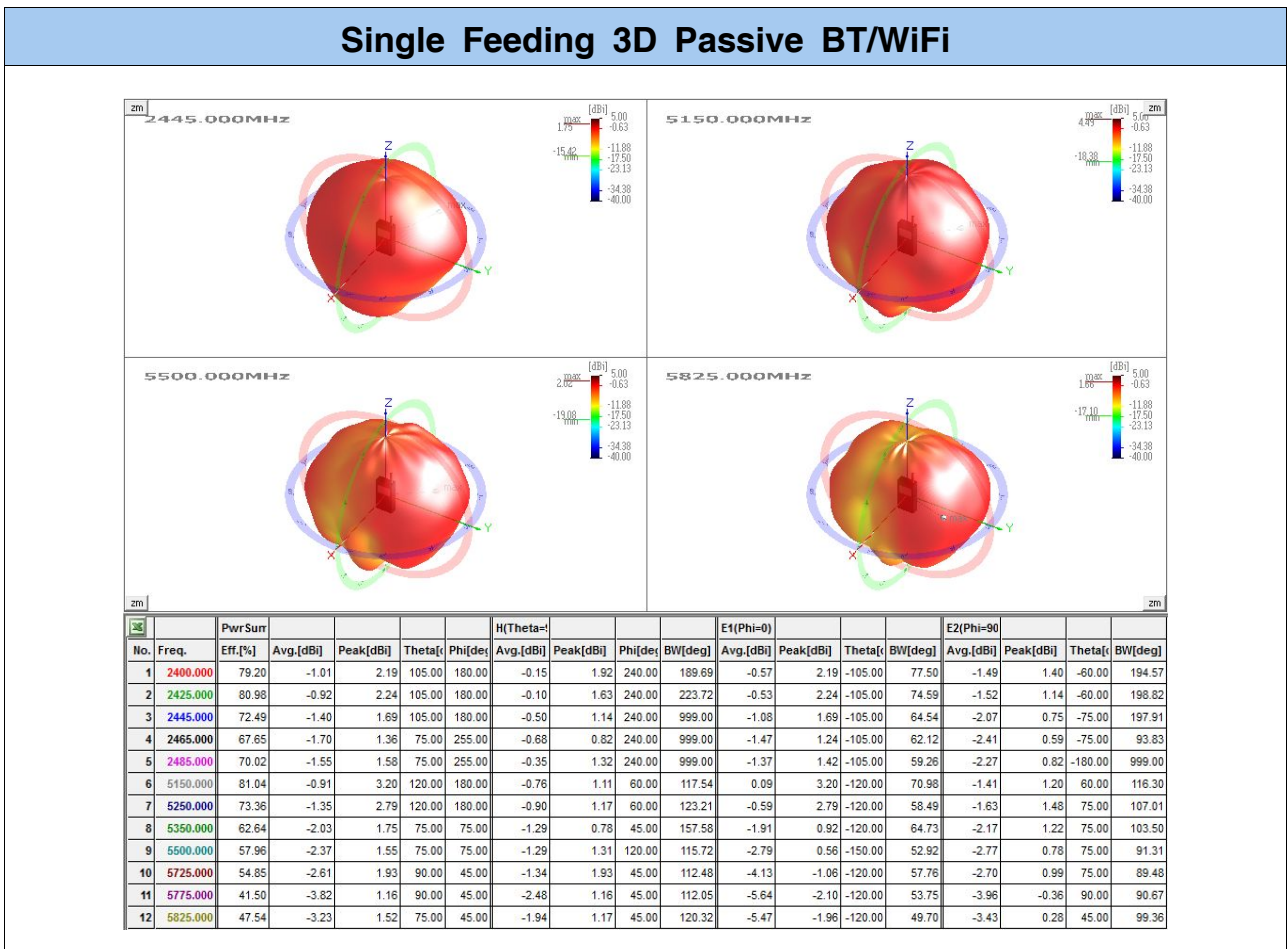 Single Feeding 3D Passive BT/WiFi
zm
2445.000MHz
[dBi]
max 1.75
-15.42 min
5.00
-0.63
-11.88
-17.50
-23.13
-34.38
-40.00
Z
X
Y
5150.000MHz
[dBi]
zm
max 4.49
-18.38 min
5.00
-0.63
-11.88
-17.50
-23.13
-34.38
-40.00
Z
X
Y
5500.000MHz
[dBi]
max 2.02
-19.08 min
5.00
-0.63
-11.88
-17.50
-23.13
-34.38
-40.00
Z
X
Y
zm
5825.000MHz
[dBi]
max 1.66
-17.10 min
5.00
-0.63
-11.88
-17.50
-23.13
-34.38
-40.00
Z
X
Y
zm
PwrSum H(Theta=9 E1(Phi=0) E2(Phi=90
No. Freq. Eff.[%] Avg.[dBi] Peak[dBi] Theta[d Phi[deg Avg.[dBi] Peak[dBi] Phi[deg BW[deg] Avg.[dBi] Peak[dBi] Theta[d BW[deg] Avg.[dBi] Peak[dBi] Theta[d BW[deg]
1 2400.000 79.20 -1.01 2.19 105.00 180.00 -0.15 1.92 240.00 189.69 -0.57 2.19 -105.00 77.50 -1.49 1.40 -60.00 194.57
2 2425.000 80.98 -0.92 2.24 105.00 180.00 -0.10 1.63 240.00 223.72 -0.53 2.24 -105.00 74.59 -1.52 1.14 -60.00 198.82
3 2445.000 72.49 -1.40 1.69 105.00 180.00 -0.50 1.14 240.00 999.00 -1.08 1.69 -105.00 64.54 -2.07 0.75 -75.00 197.91
4 2465.000 67.65 -1.70 1.36 75.00 255.00 -0.68 0.82 240.00 999.00 -1.47 1.24 -105.00 62.12 -2.41 0.59 -75.00 93.83
5 2485.000 70.02 -1.55 1.58 75.00 255.00 -0.35 1.32 240.00 999.00 -1.37 1.42 -105.00 59.26 -2.27 0.82 -180.00 999.00
6 5150.000 81.04 -0.91 3.20 120.00 180.00 -0.76 1.11 60.00 117.54 0.09 3.20 -120.00 70.98 -1.41 1.20 60.00 116.30
7 5250.000 73.36 -1.35 2.79 120.00 180.00 -0.90 1.17 60.00 123.21 -0.59 2.79 -120.00 58.49 -1.63 1.48 75.00 107.01
8 5350.000 62.64 -2.03 1.75 75.00 75.00 -1.29 0.78 45.00 157.58 -1.91 0.92 -120.00 64.73 -2.17 1.22 75.00 103.50
9 5500.000 57.96 -2.37 1.55 75.00 75.00 -1.29 1.31 120.00 115.72 -2.79 0.56 -150.00 52.92 -2.77 0.78 75.00 91.31
10 5725.000 54.85 -2.61 1.93 90.00 45.00 -1.34 1.93 45.00 112.48 -4.13 -1.06 -120.00 57.76 -2.70 0.99 75.00 89.48
11 5775.000 41.50 -3.82 1.16 90.00 45.00 -2.48 1.16 45.00 112.05 -5.64 -2.10 -120.00 53.75 -3.96 -0.36 90.00 90.67
12 5825.000 47.54 -3.23 1.52 75.00 45.00 -1.94 1.17 45.00 120.32 -5.47 -1.96 -120.00 49.70 -3.43 0.28 45.00 99.36